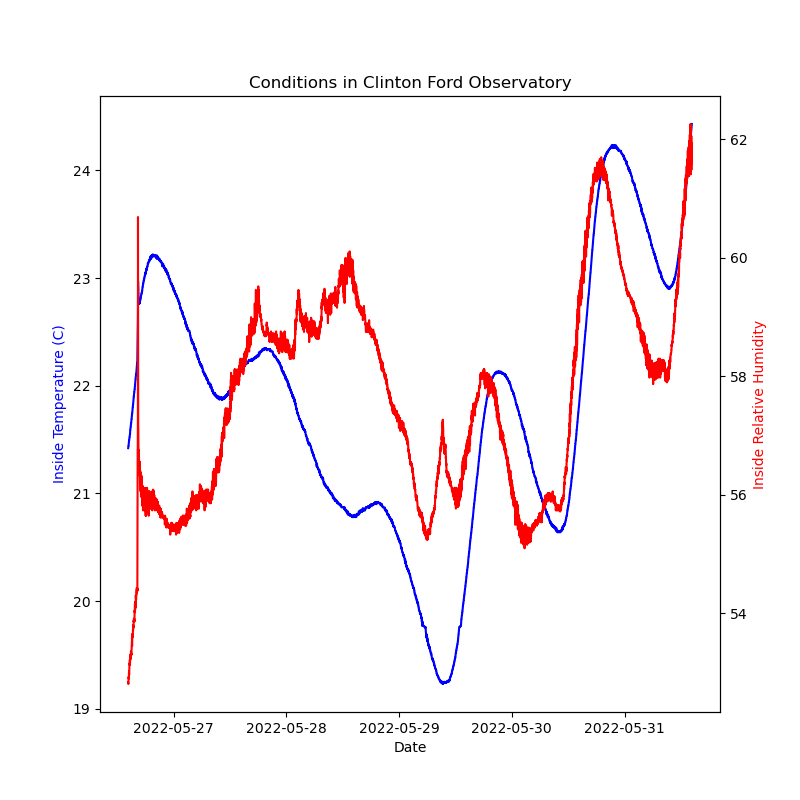 Conditions in Clinton Ford Observatory
24
23
22
21
20
19
Inside Temperature (C)
62
60
58
56
54
Inside Relative Humidity
2022-05-27 2022-05-28 2022-05-29 2022-05-30 2022-05-31
Date